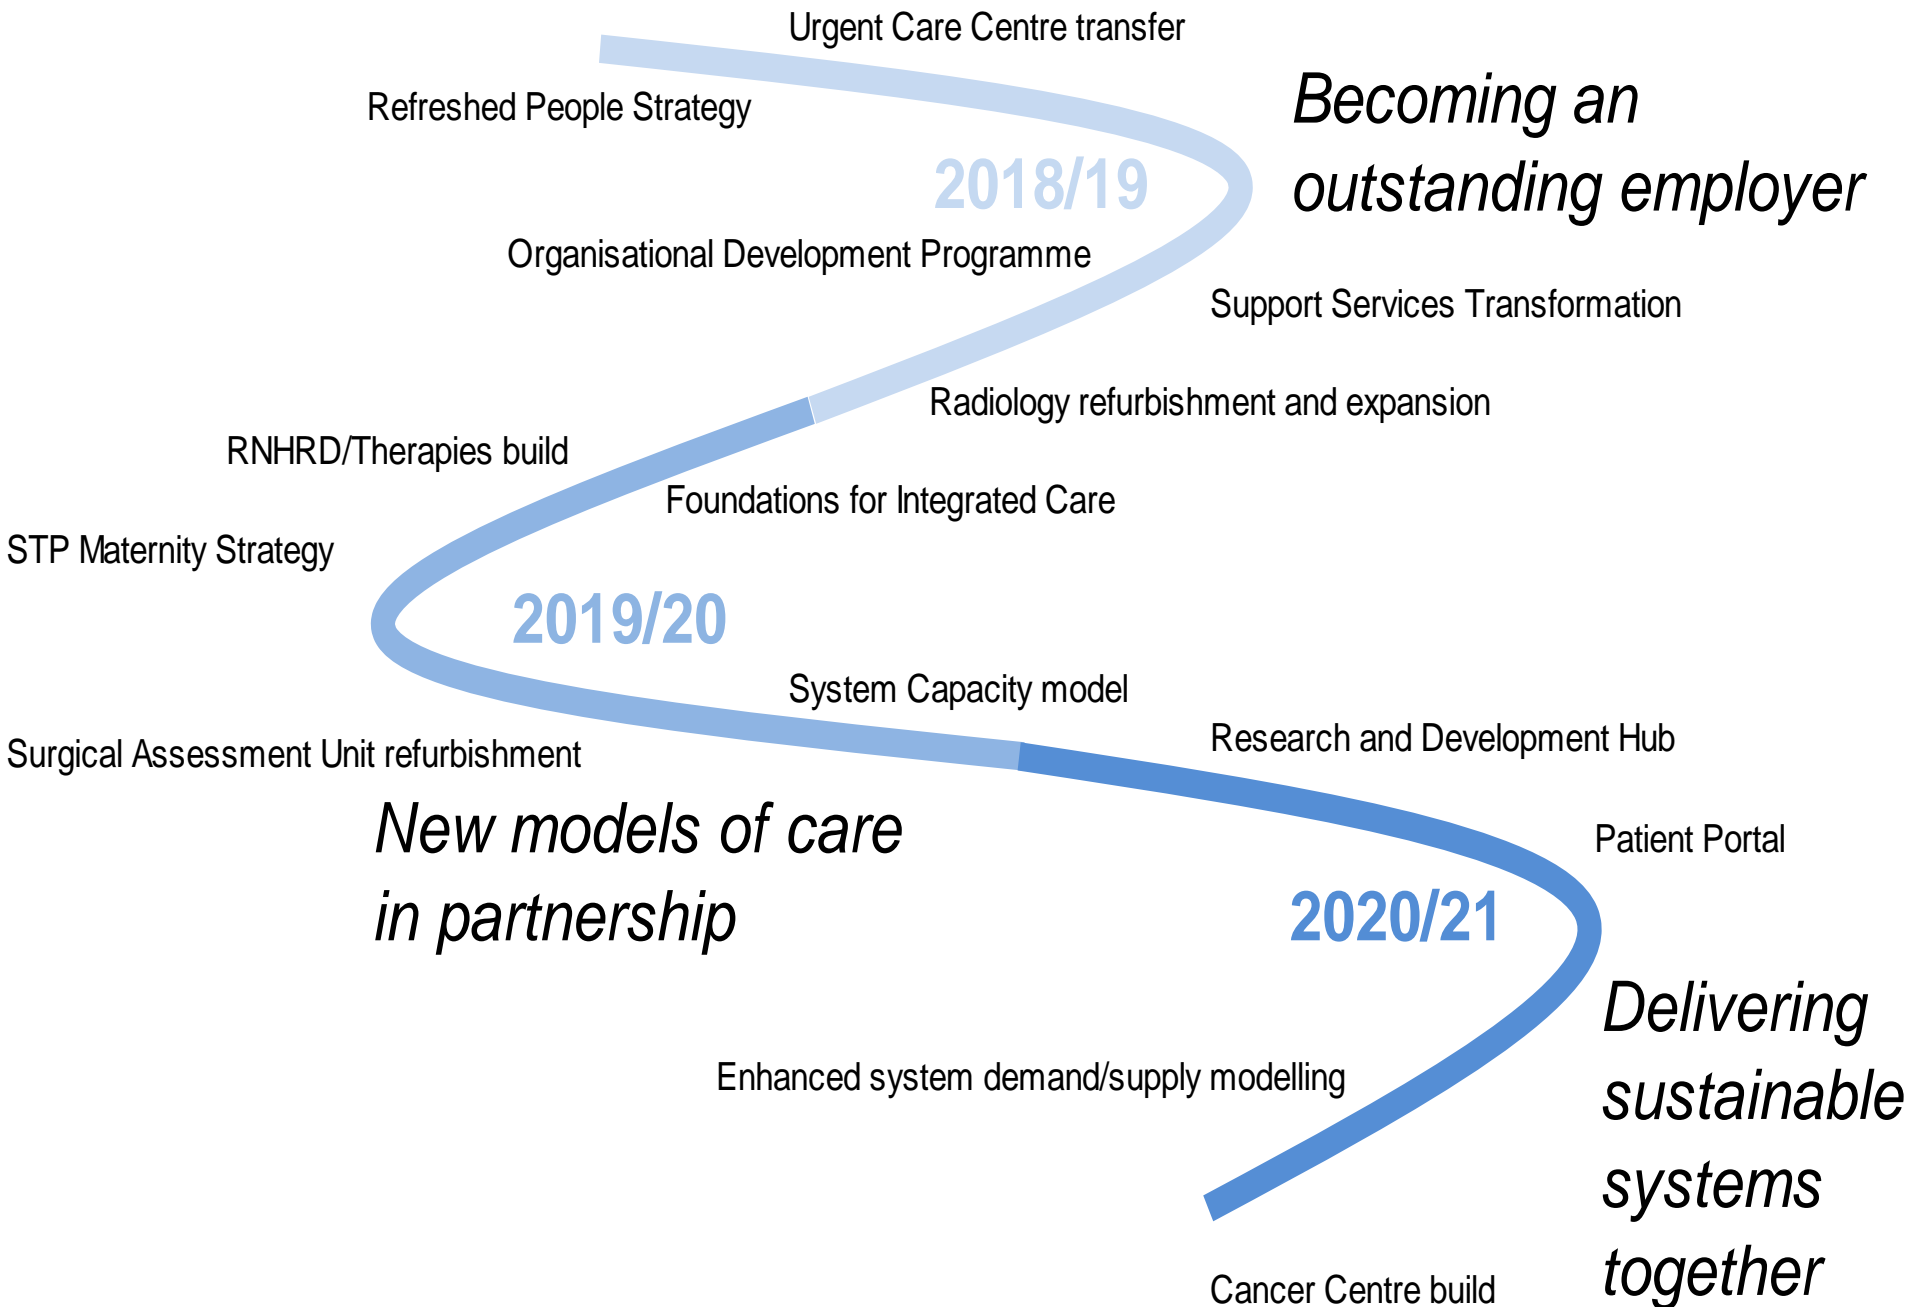 Urgent Care Centre transfer
Refreshed People Strategy
Becoming an
outstanding employer
2018/19
Organisational Development Programme
Support Services Transformation
Radiology refurbishment and expansion
RNHRD/Therapies build
Foundations for Integrated Care
STP Maternity Strategy
2019/20
System Capacity model
Research and Development Hub
Surgical Assessment Unit refurbishment
New models of care
in partnership
Patient Portal
2020/21
Delivering
sustainable
systems
together
Enhanced system demand/supply modelling
Cancer Centre build